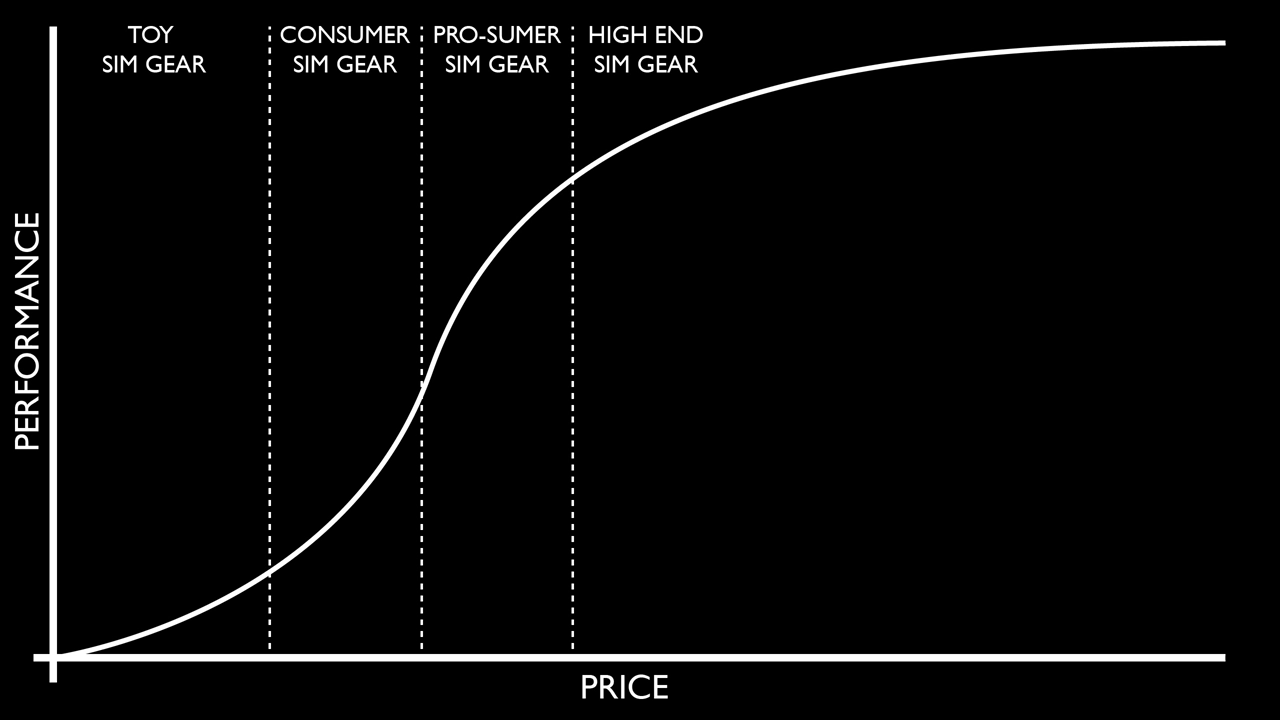 TOY
SIM GEAR
CONSUMER
SIM GEAR
PRO-SUMER
SIM GEAR
HIGH END
SIM GEAR
PERFORMANCE
PRICE